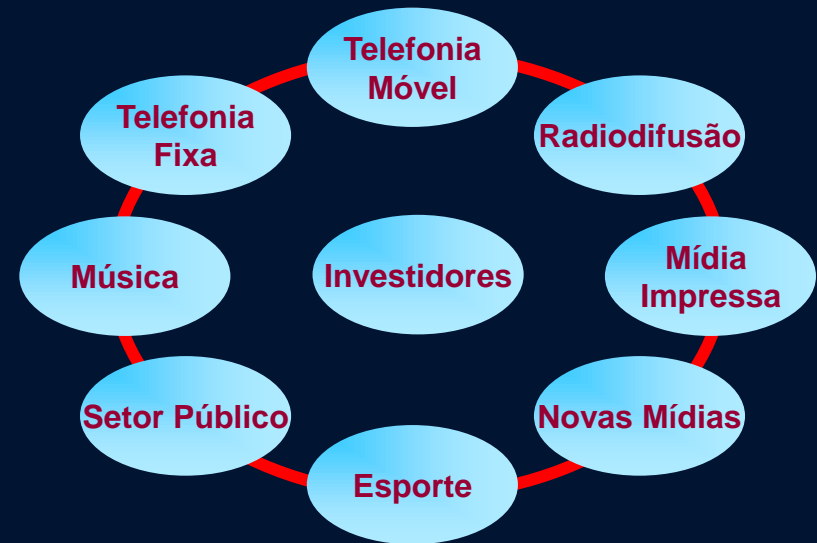 Telefonia
Móvel
Telefonia
Fixa
Radiodifusão
Música
Investidores
Mídia
Impressa
Setor Público
Novas Mídias
Esporte